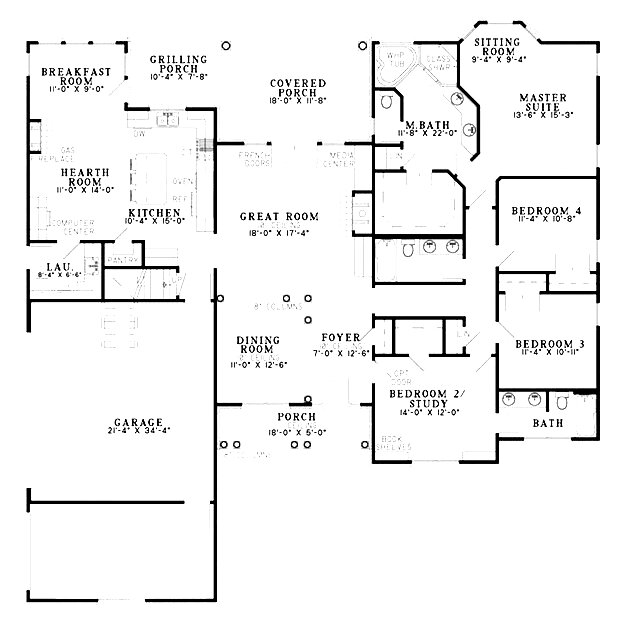 BREAKFAST
ROOM
11'-0" X 9'-0"
GRILLING
PORCH
10'-4" X 7'-8"
COVERED
PORCH
18'-0" X 11'-8"
WHP
TUB
GLASS
SHWR
SITTING
ROOM
9'-4" X 9'-4"
MASTER
SUITE
13'-6" X 15'-3"
M.BATH
11'-8" X 22'-0"
DW
GAS
HEARTH
ROOM
11'-0" X 14'-0"
OVEN
REF
COMPUTER
CENTER
KITCHEN
10'-4" X 15'-0"
PANTRY
FRENCH
DOORS
MEDIA
CENTER
GREAT ROOM
CEILING
18'-0" X 17'-4"
LIN
BEDROOM 4
11'-4" X 10'-8"
LAU.
8'-4" X 6'-6"
8" COLUMNS
DINING
ROOM
11'-0" X 12'-6"
FOYER
7'-0" X 12'-6"
LIN
BEDROOM 3
11'-4" X 10'-11"
OPT
DOOR
BEDROOM 2/
STUDY
14'-0" X 12'-0"
BOOK
SHELVES
BATH
PORCH
18'-0" X 5'-0"
GARAGE
21'-4" X 34'-4"